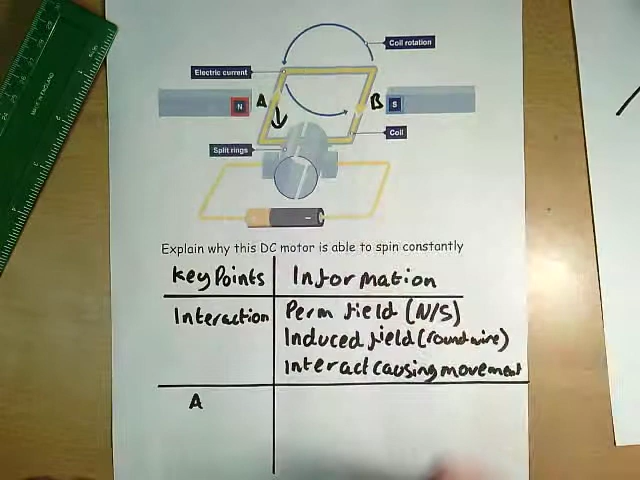 Coil rotation
Electric current
A
B
N
S
Coil
Split rings
Explain why this DC motor is able to spin constantly
Key Points
Information
Interaction
Perm field (N/S)
Induced field (round wire)
Interact causing movement
A